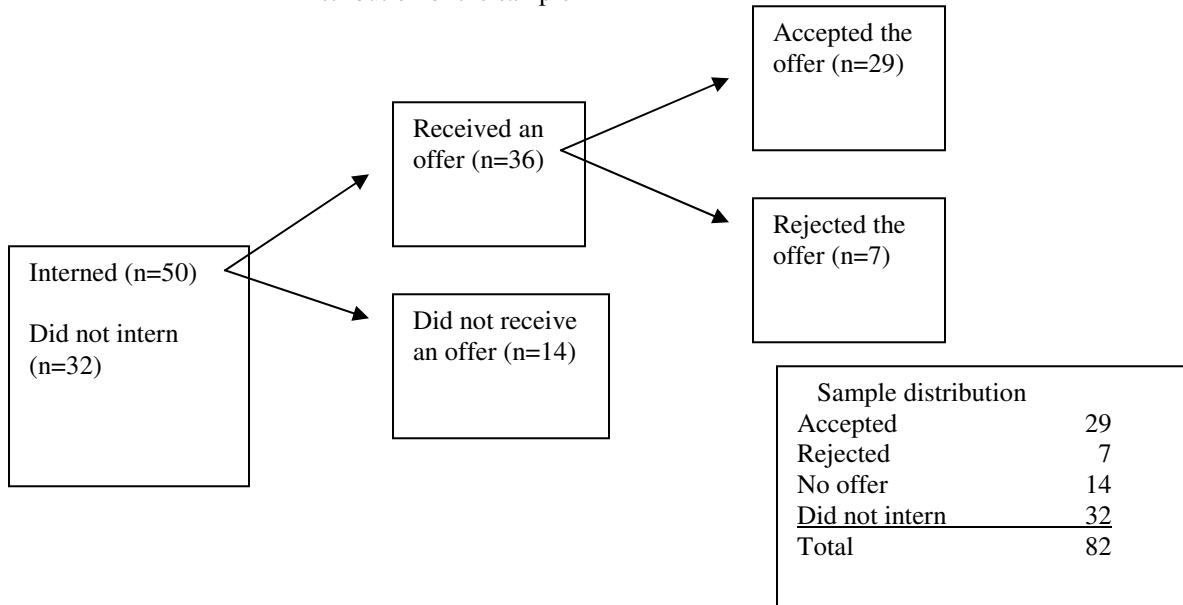 Accepted the
offer (n=29)
Received an
offer (n=36)
Rejected the
offer (n=7)
Interned (n=50)
Did not intern
(n=32)
Did not receive
an offer (n=14)
Sample distribution
Accepted 29
Rejected 7
No offer 14
Did not intern 32
Total 82